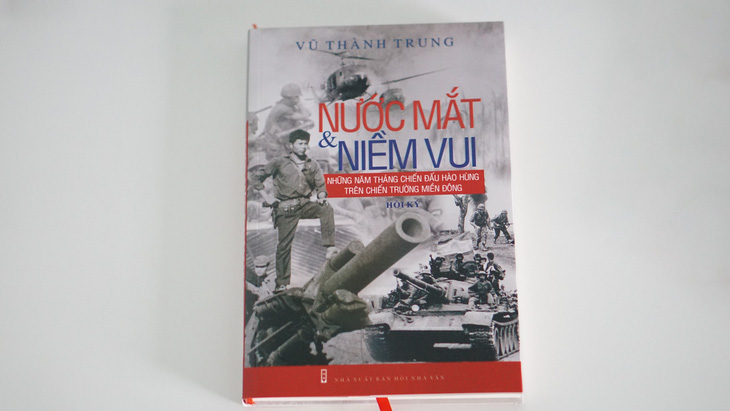 VŨ THÀNH TRUNG
NƯỚC MẮT
& NIỀM VUI
NHỮNG NĂM THÁNG CHIẾN ĐẤU HÀO HÙNG
TRÊN CHIẾN TRƯỜNG MIỀN ĐÔNG
HỒI KÝ
NHÀ XUẤT BẢN HỘI NHÀ VĂN